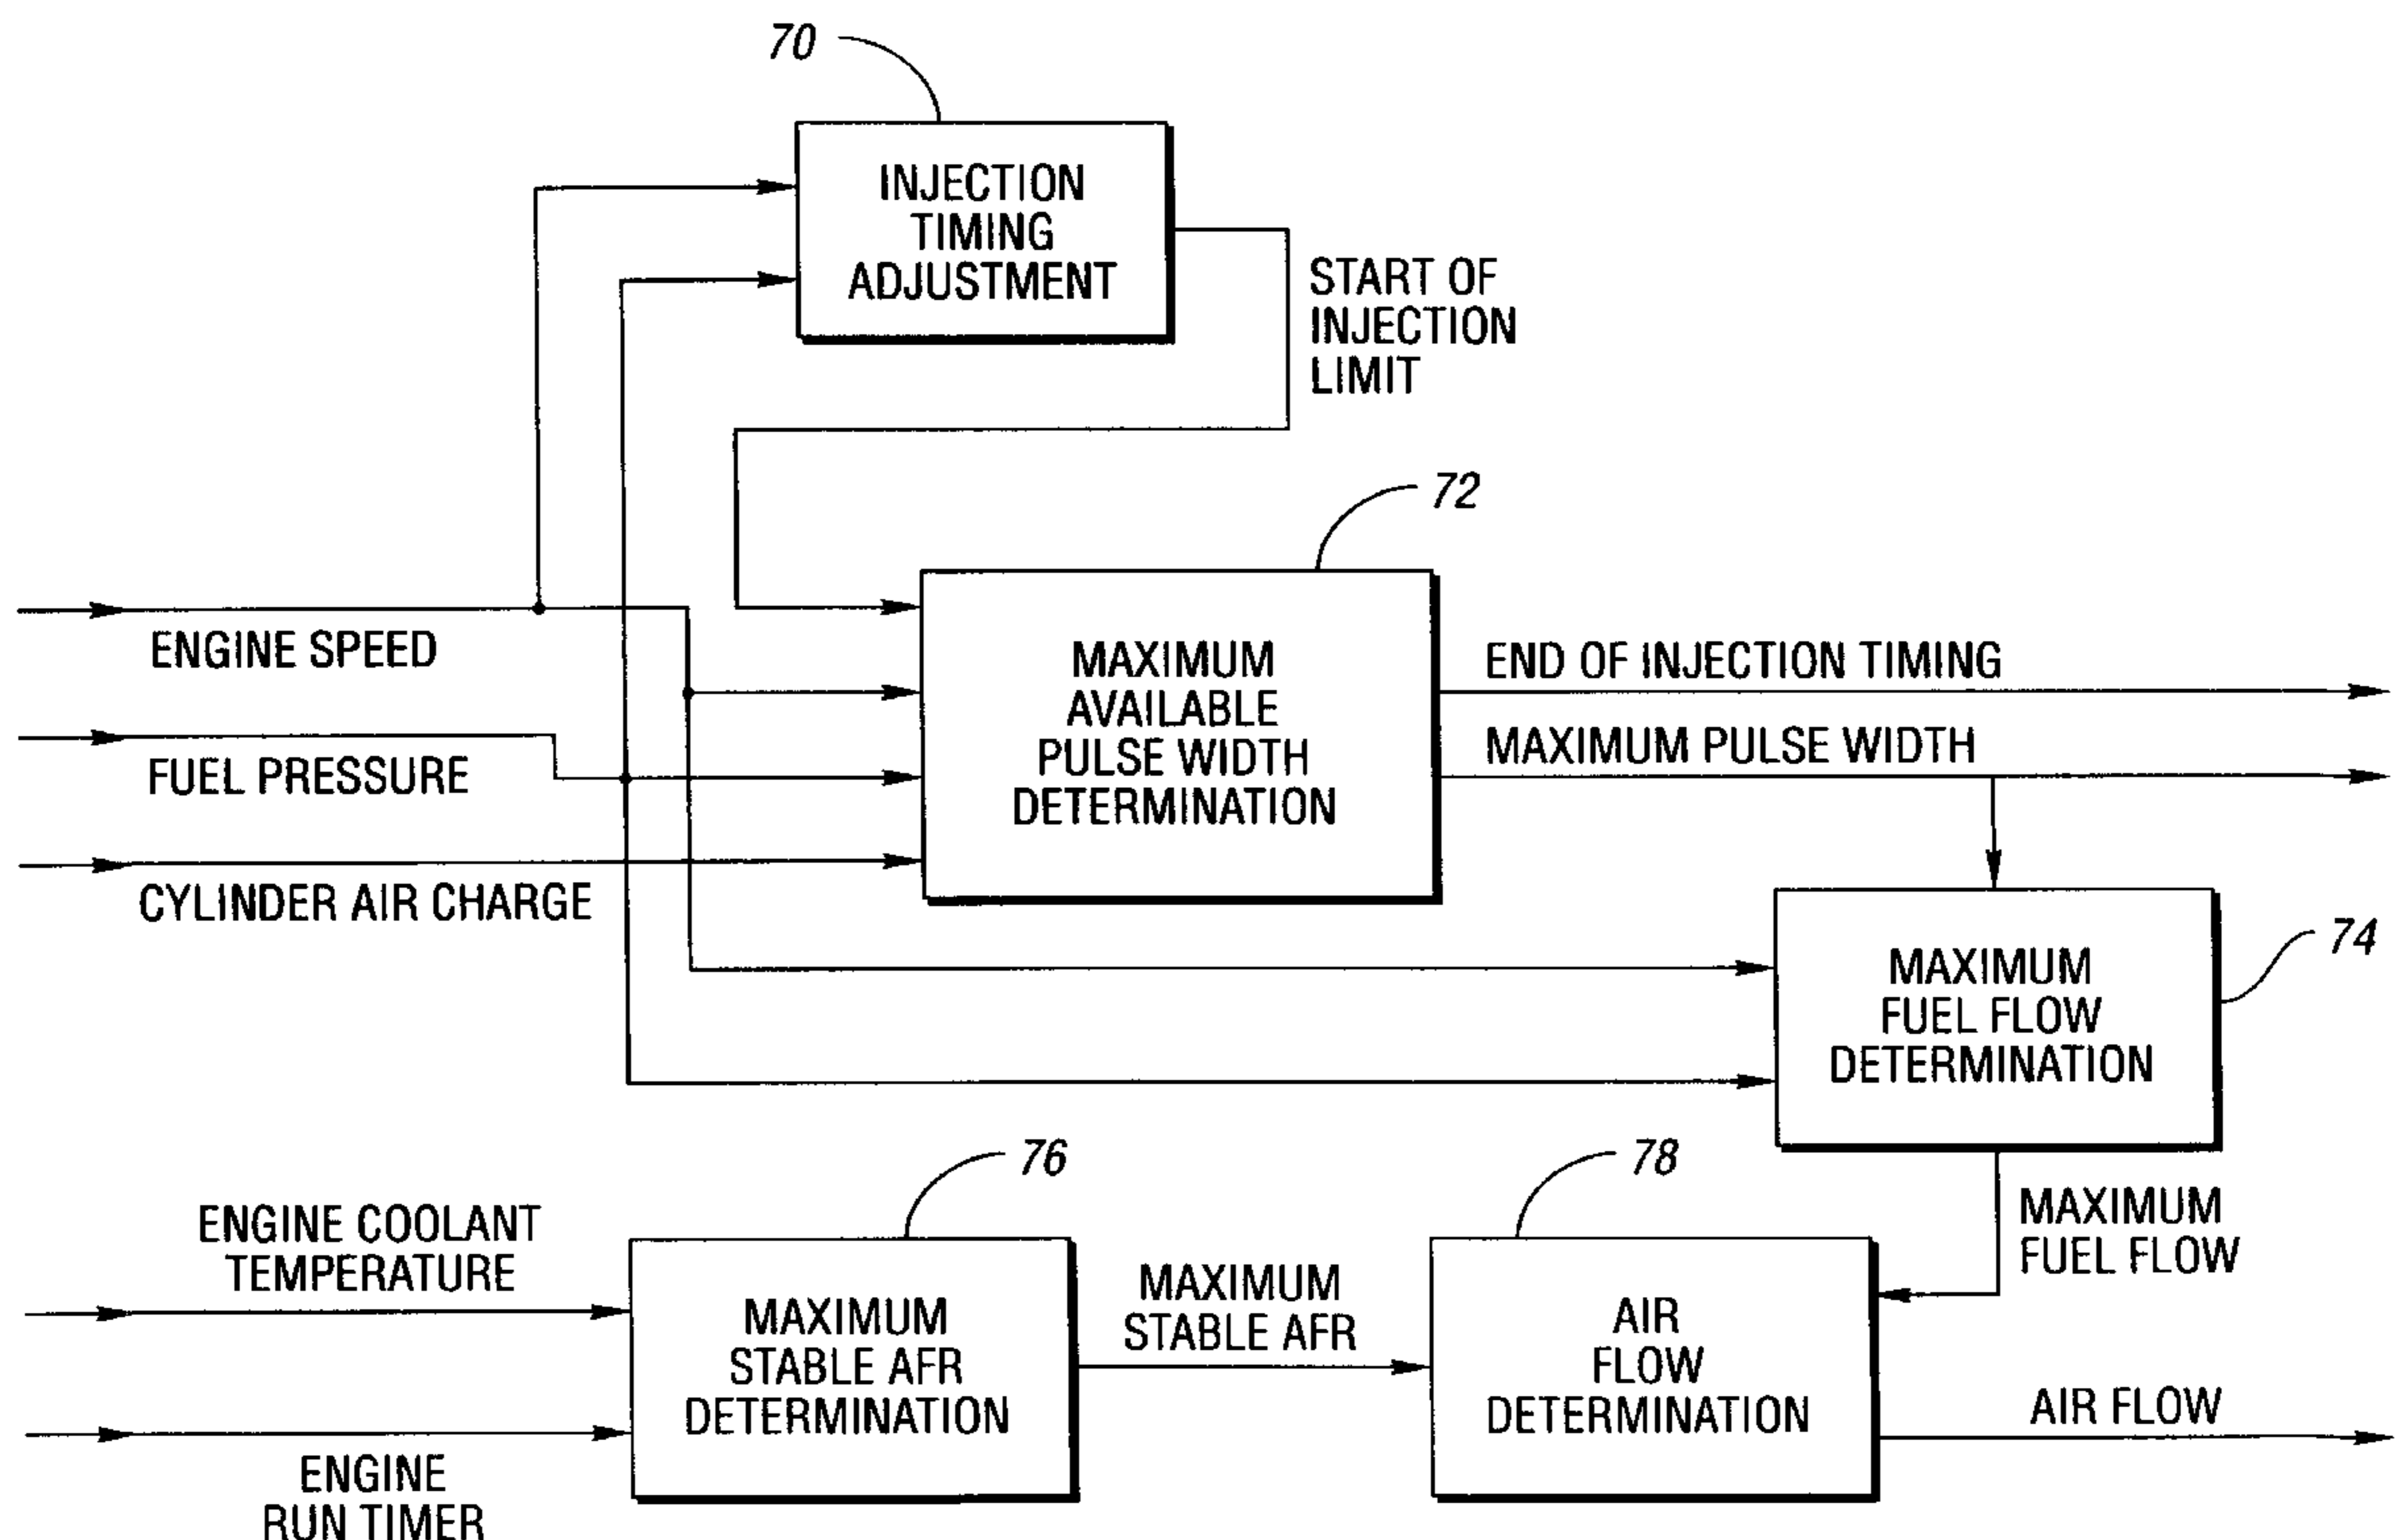 70
INJECTION
TIMING
ADJUSTMENT
START OF
INJECTION
LIMIT
72
ENGINE SPEED
FUEL PRESSURE
CYLINDER AIR CHARGE
MAXIMUM
AVAILABLE
PULSE WIDTH
DETERMINATION
END OF INJECTION TIMING
MAXIMUM PULSE WIDTH
74
MAXIMUM
FUEL FLOW
DETERMINATION
MAXIMUM
FUEL FLOW
ENGINE COOLANT
TEMPERATURE
ENGINE
RUN TIMER
76
MAXIMUM
STABLE AFR
DETERMINATION
MAXIMUM
STABLE AFR
78
AIR
FLOW
DETERMINATION
AIR FLOW